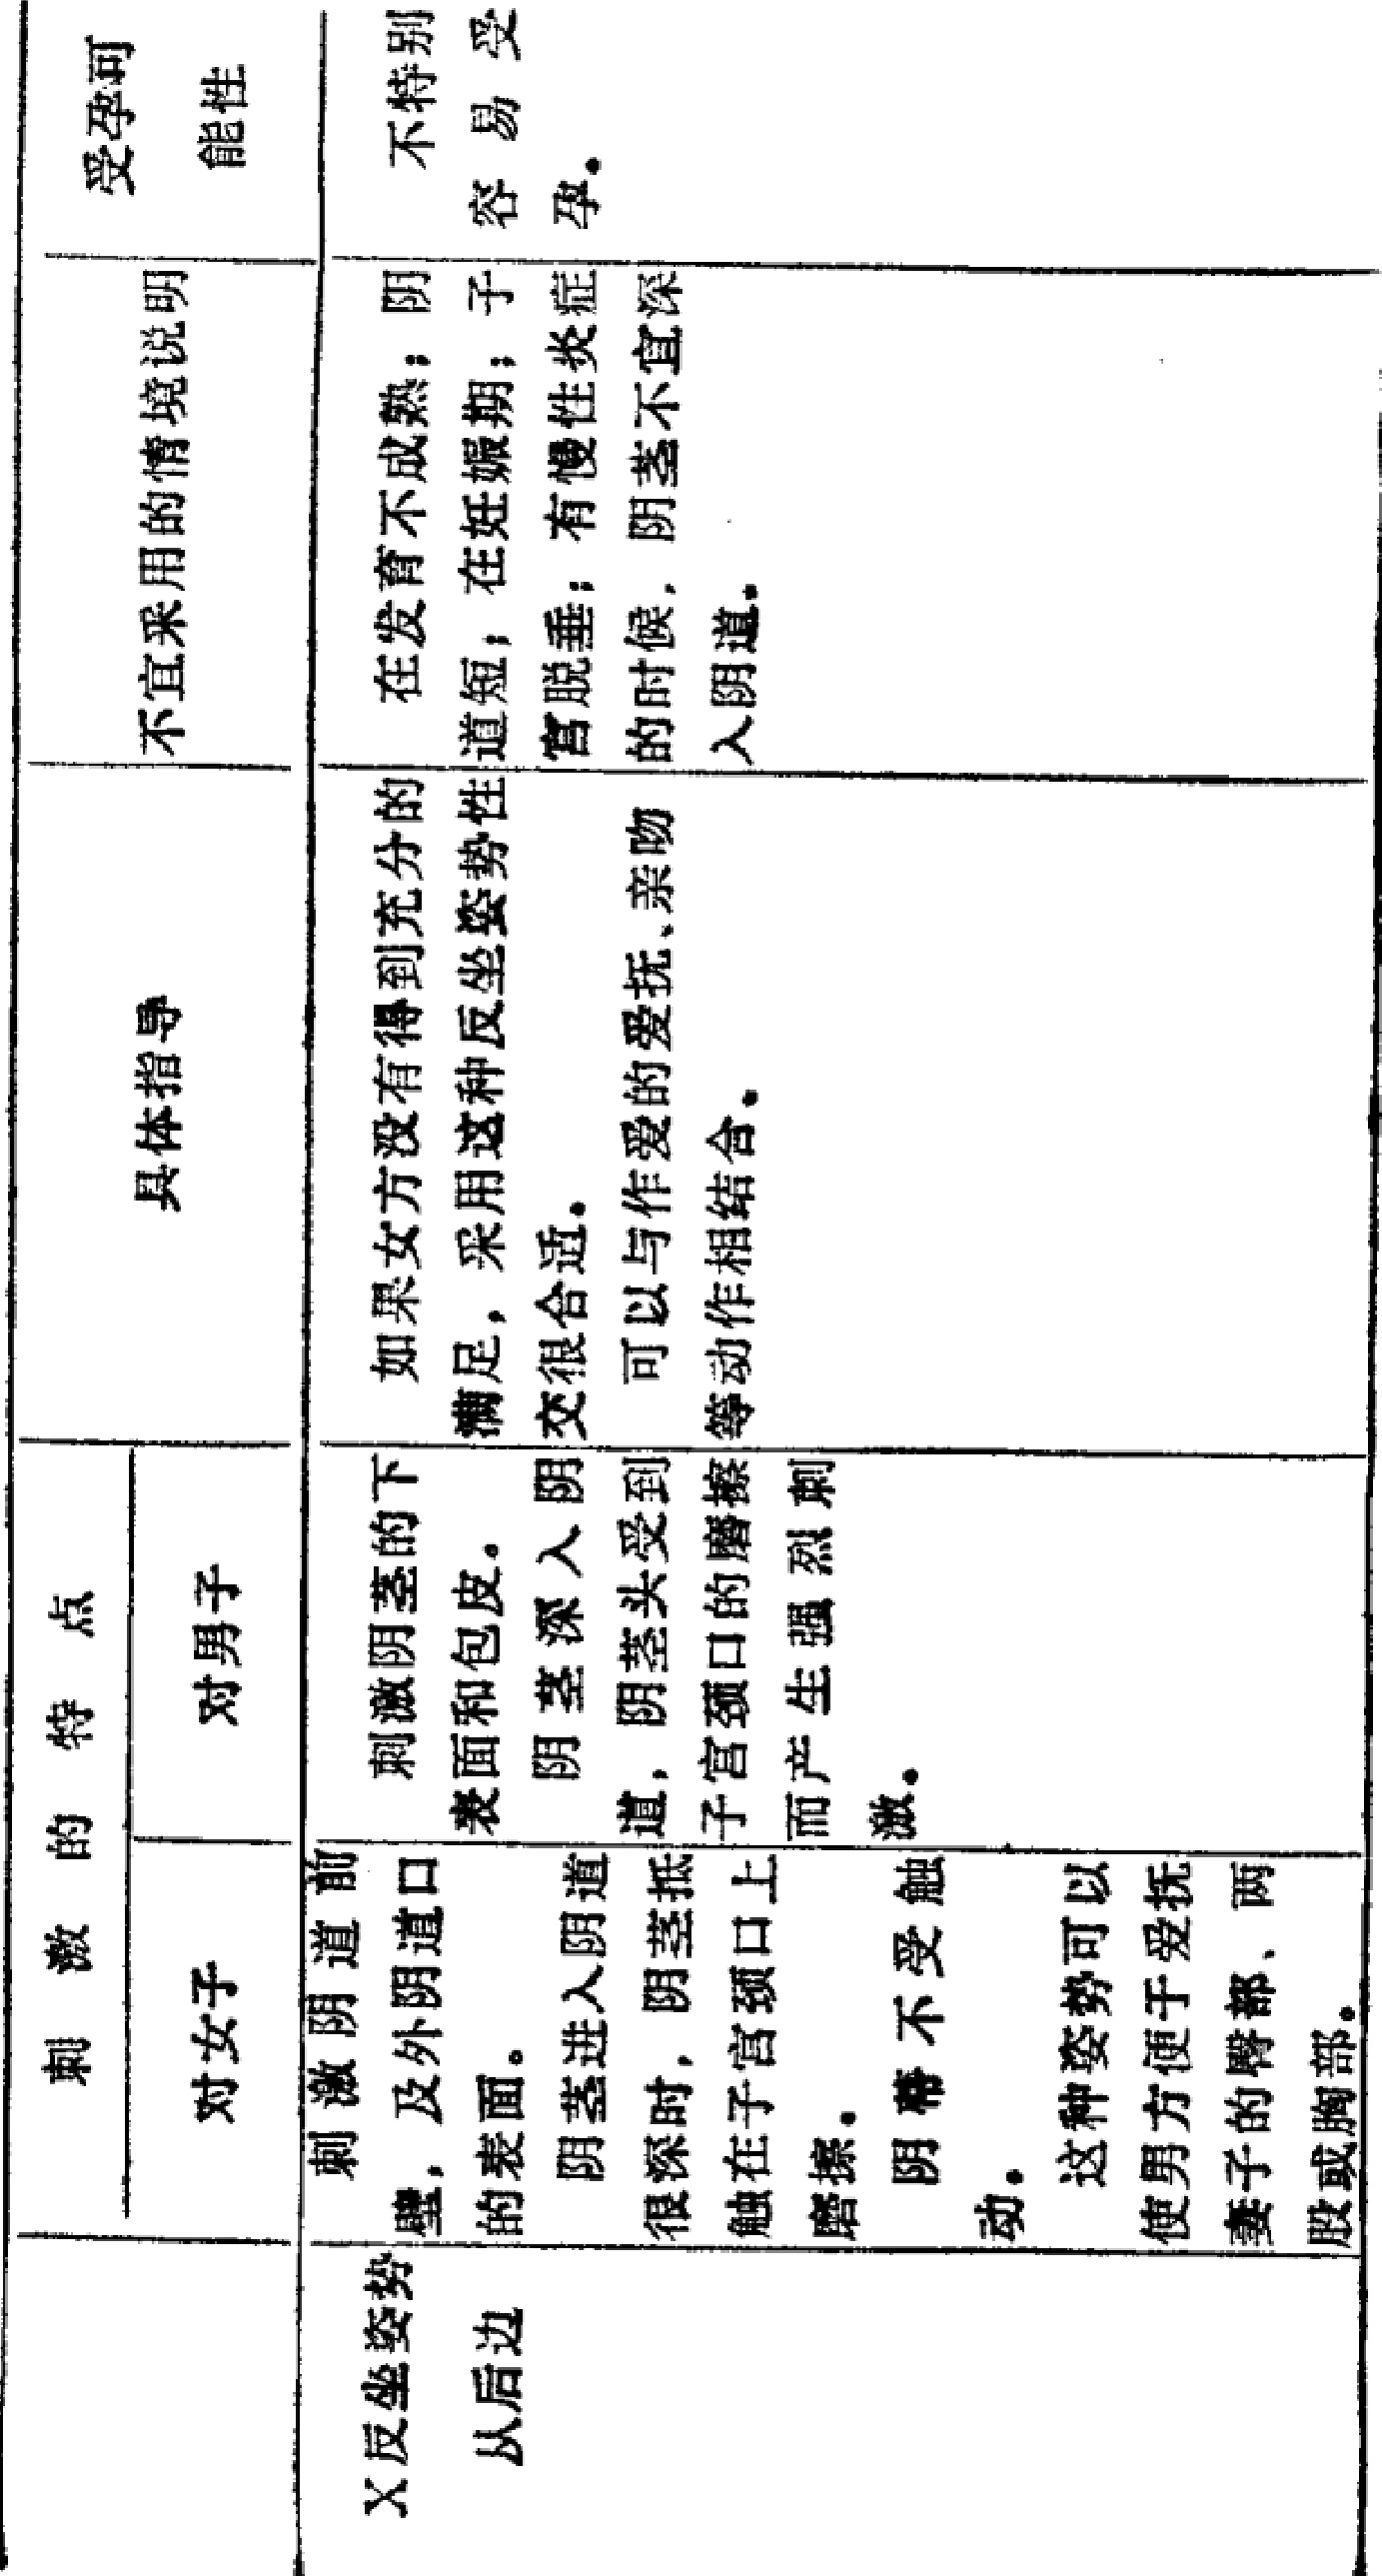 刺激的特点
对女子
对男子
具体指导
不宜采用的情境说明
受孕可
能性
X反坐姿势
从后边
刺激阴道前
壁，及外阴道口
的表面。
阴茎进入阴道
很深时，阴茎抵
触在子宫颈口上
磨擦。
阴蒂不受触
动。
这种姿势可以
使男方便于爱抚
妻子的臀部、两
股或胸部。
刺激阴茎的下
表面和包皮。
阴茎深入阴
道，阴茎头受到
子宫颈口的磨擦
而产生强烈刺
激。
如果女方没有得到充分的
满足，采用这种反坐姿势性
交很合适。
可以与作爱的爱抚、亲吻
等动作相结合。
在发育不成熟；阴
道短；在妊娠期；子
宫脱垂；有慢性炎症
的时候，阴茎不宜深
入阴道。
不特别
容易受
孕。